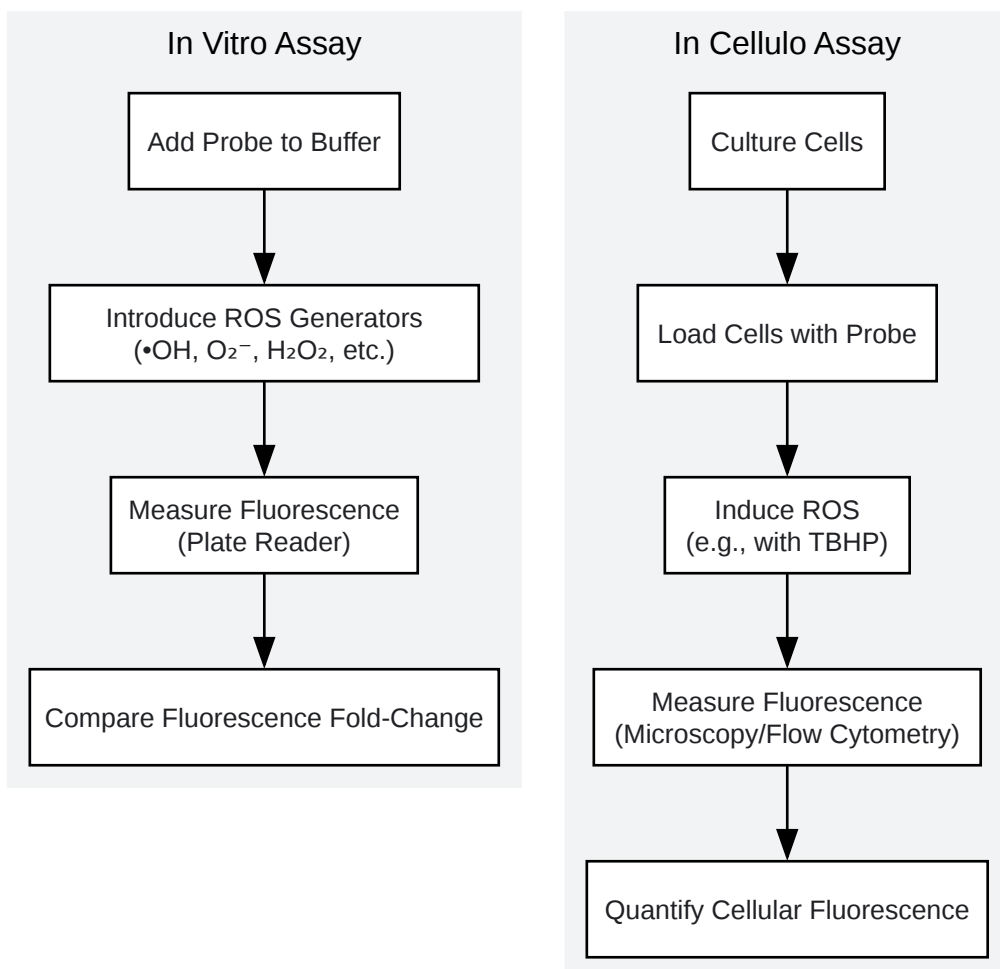 In Vitro Assay
Add Probe to Buffer
Introduce ROS Generators
(•OH, O₂⁻, H₂O₂, etc.)
Measure Fluorescence
(Plate Reader)
Compare Fluorescence Fold-Change
In Cellulo Assay
Culture Cells
Load Cells with Probe
Induce ROS
(e.g., with TBHP)
Measure Fluorescence
(Microscopy/Flow Cytometry)
Quantify Cellular Fluorescence